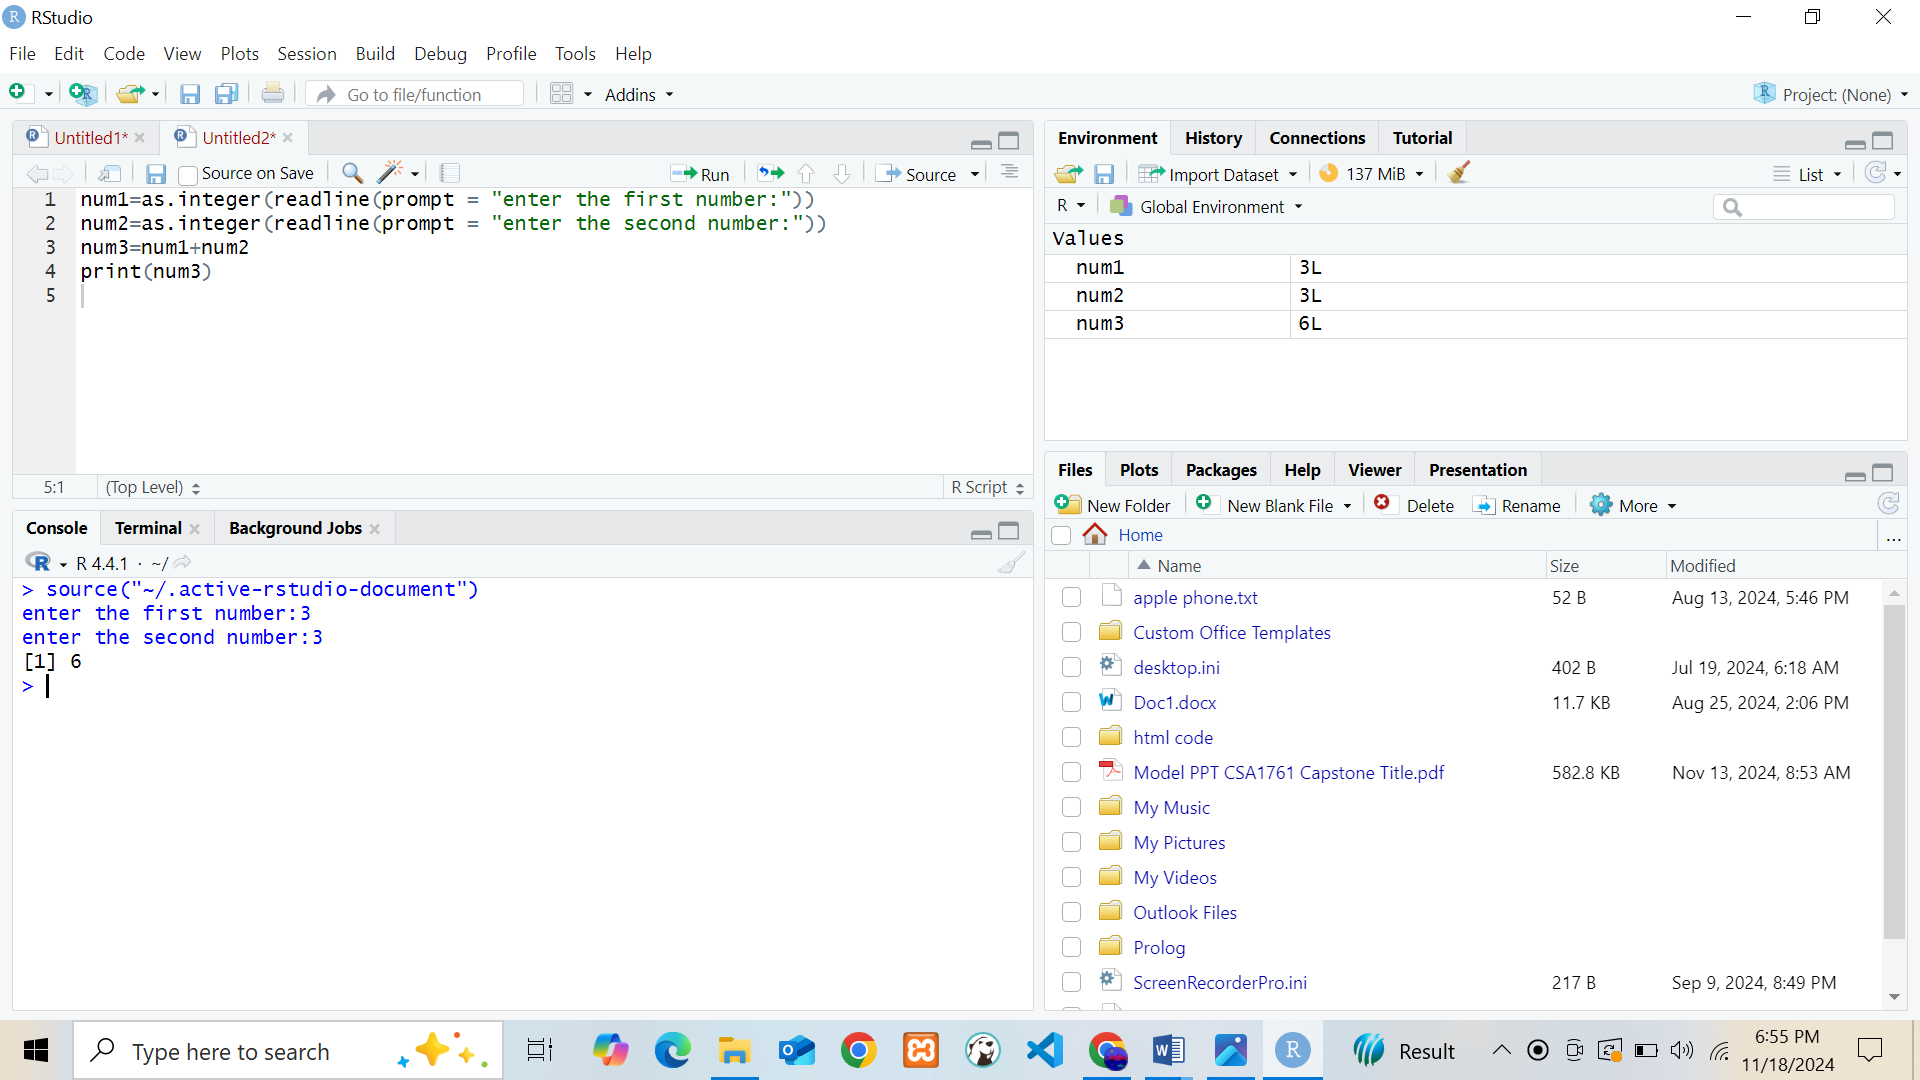 RStudio
File Edit Code View Plots Session Build Debug Profile Tools Help
Go to file/function Addins Project: (None)
Untitled1* Untitled2*
Source on Save Run Source
1 num1=as.integer(readline(prompt = "enter the first number:"))
2 num2=as.integer(readline(prompt = "enter the second number:"))
3 num3=num1+num2
4 print(num3)
5
5:1 (Top Level) R Script
Console Terminal Background Jobs
R 4.4.1 · ~/
> source("~/.active-rstudio-document")
enter the first number:3
enter the second number:3
[1] 6
>
Environment History Connections Tutorial
Import Dataset 137 MiB List
R Global Environment
Values
num1 3L
num2 3L
num3 6L
Files Plots Packages Help Viewer Presentation
New Folder New Blank File Delete Rename More
Home ...
Name Size Modified
apple phone.txt 52 B Aug 13, 2024, 5:46 PM
Custom Office Templates
desktop.ini 402 B Jul 19, 2024, 6:18 AM
Doc1.docx 11.7 KB Aug 25, 2024, 2:06 PM
html code
Model PPT CSA1761 Capstone Title.pdf 582.8 KB Nov 13, 2024, 8:53 AM
My Music
My Pictures
My Videos
Outlook Files
Prolog
ScreenRecorderPro.ini 217 B Sep 9, 2024, 8:49 PM
Type here to search Result 6:55 PM
11/18/2024